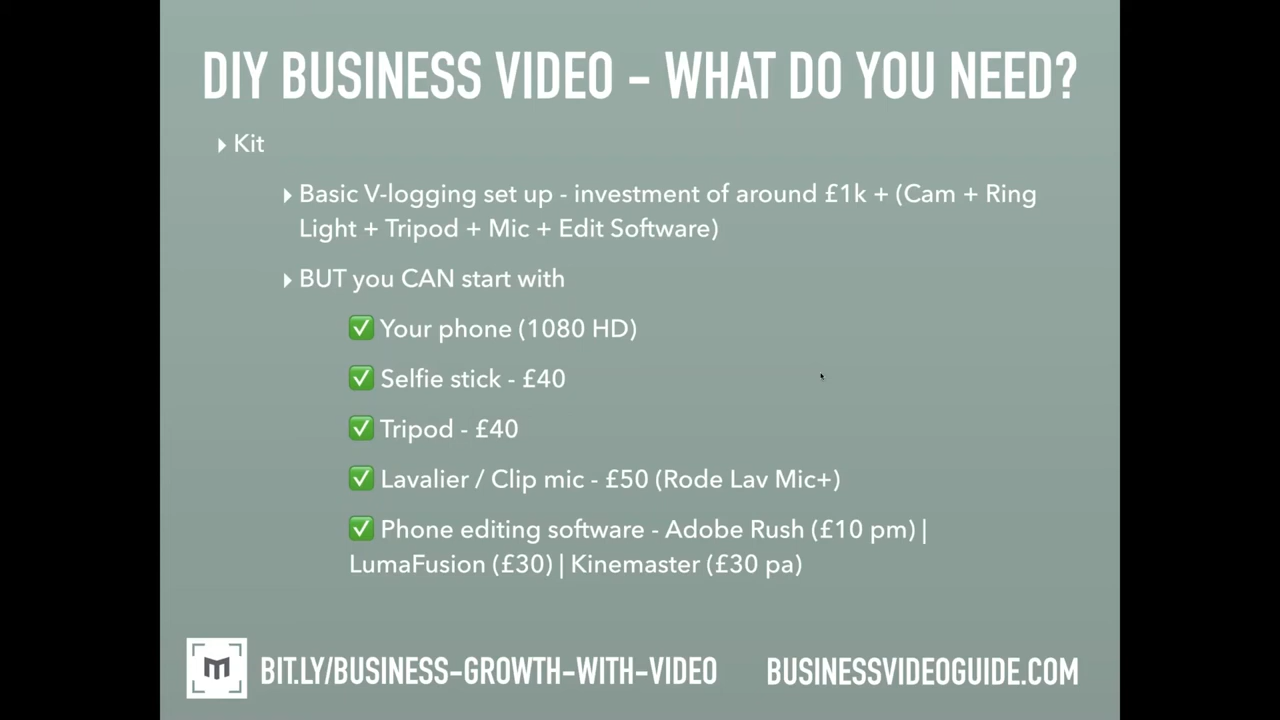 DIY BUSINESS VIDEO - WHAT DO YOU NEED?
Kit
Basic V-logging set up - investment of around £1k + (Cam + Ring
Light + Tripod + Mic + Edit Software)
BUT you CAN start with
✅ Your phone (1080 HD)
✅ Selfie stick - £40
✅ Tripod - £40
✅ Lavalier / Clip mic - £50 (Rode Lav Mic+)
✅ Phone editing software - Adobe Rush (£10 pm) |
LumaFusion (£30) | Kinemaster (£30 pa)
M
BIT.LY/BUSINESS-GROWTH-WITH-VIDEO
BUSINESSVIDEOGUIDE.COM